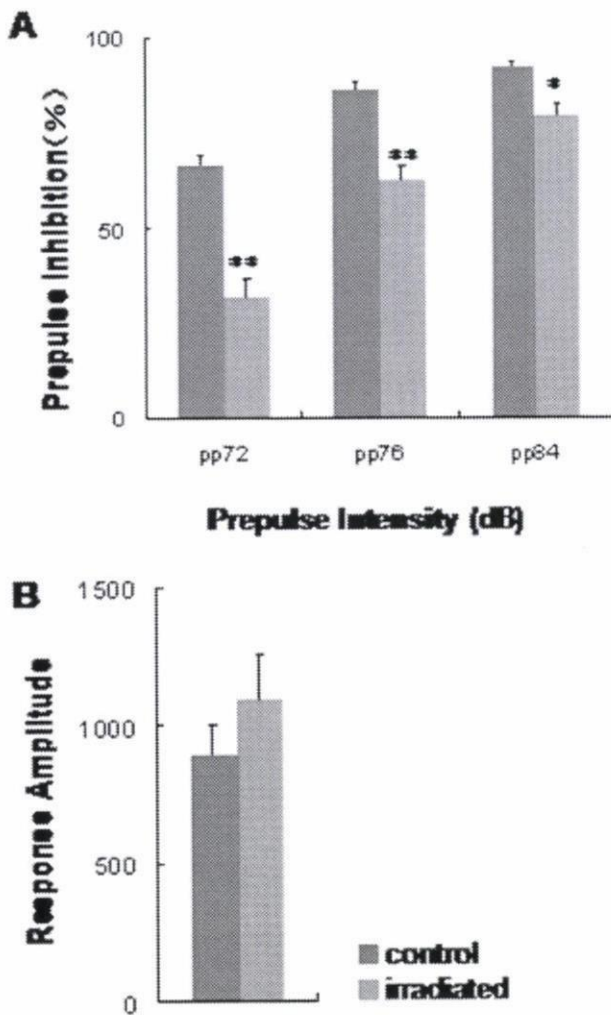 A
100
50
0
Prepulse Inhibition(%)
**
**
*
pp72 pp76 pp84
Prepulse Intensity (dB)
B
1500
1000
500
0
Response Amplitude
control
irradiated